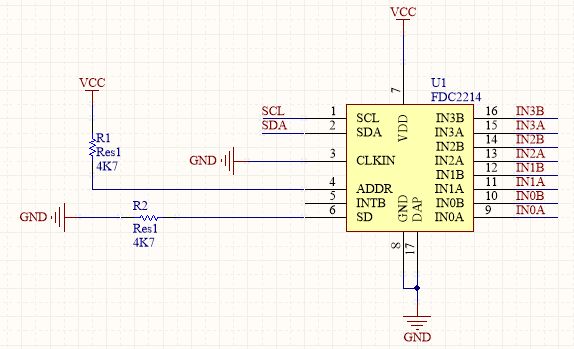 VCC
U1
FDC2214
7
VCC
SCL 1 SCL VDD IN3B 16 IN3B
SDA 2 SDA IN3A 15 IN3A
R1
Res1
4K7
IN2B 14 IN2B
GND 3 CLKIN IN2A 13 IN2A
IN1B 12 IN1B
4 ADDR IN1A 11 IN1A
5 INTB GND DAP IN0B 10 IN0B
GND R2 6 SD IN0A 9 IN0A
Res1
4K7
8 17
GND